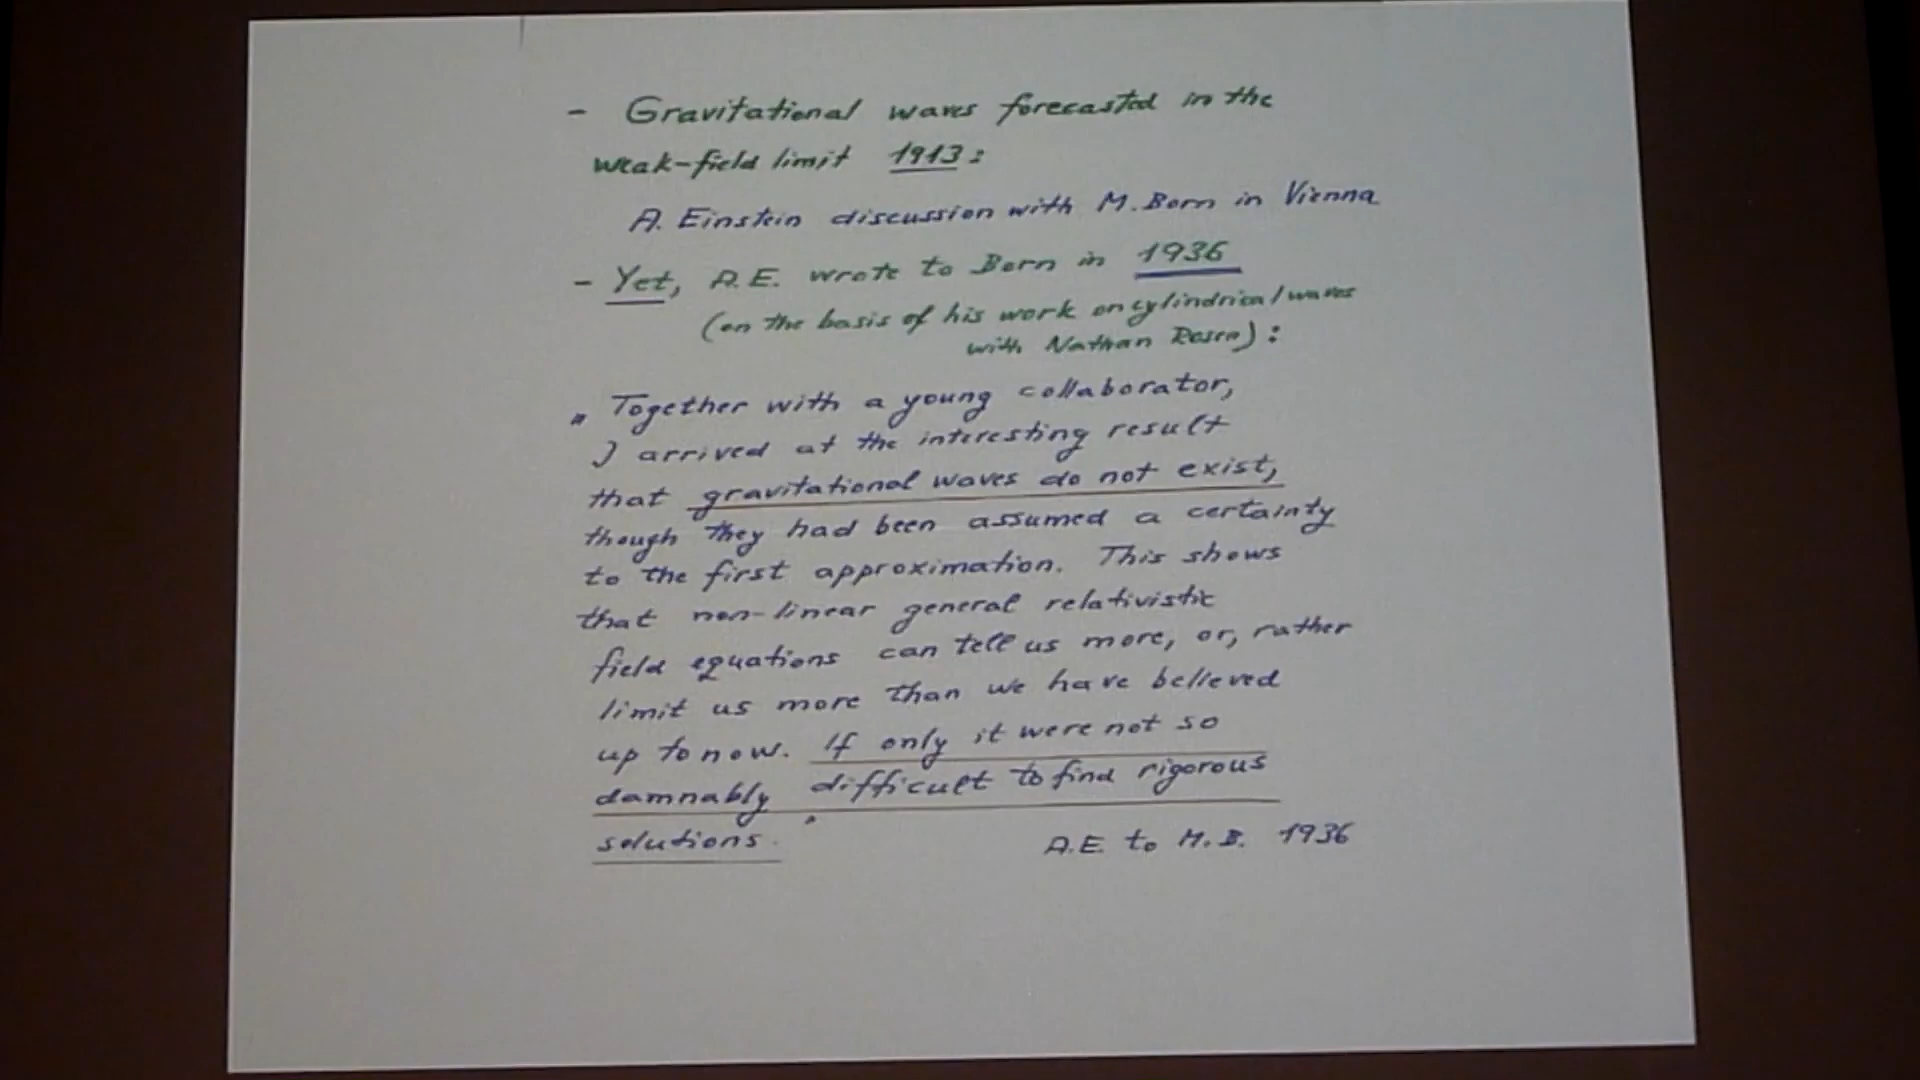 - Gravitational waves forecasted in the
weak-field limit 1913:
A. Einstein discussion with M. Born in Vienna
- Yet, A.E. wrote to Born in 1936
(on the basis of his work on cylindrical waves
with Nathan Rosen):
" Together with a young collaborator,
I arrived at the interesting result
that gravitational waves do not exist,
though they had been assumed a certainty
to the first approximation. This shows
that non-linear general relativistic
field equations can tell us more, or, rather
limit us more than we have believed
up to now. If only it were not so
damnably difficult to find rigorous
solutions."
A.E. to M.B. 1936